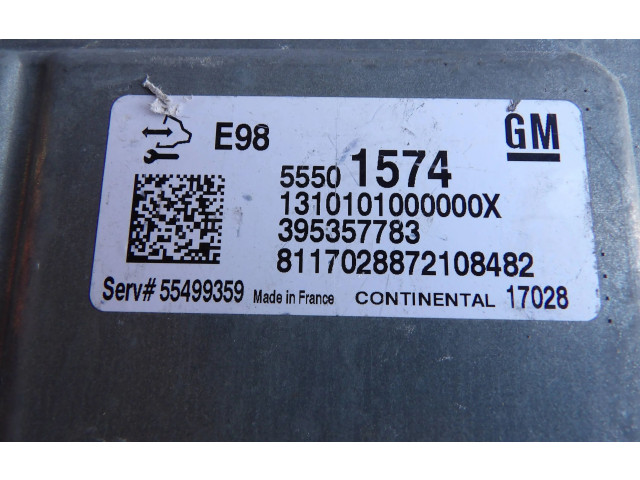 E98
GM
5550 1574
1310101000000X
395357783
8117028872108482
Serv# 55499359 Made in France CONTINENTAL 17028